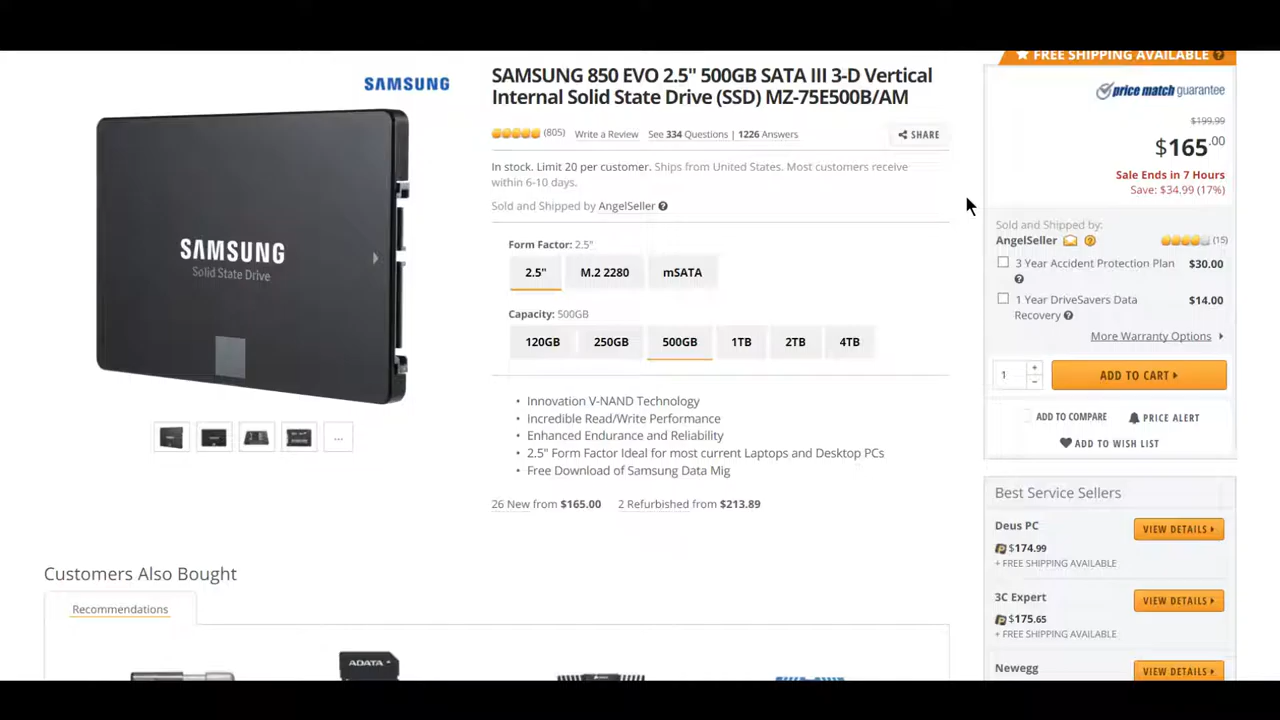 SAMSUNG
SAMSUNG
Solid State Drive
SAMSUNG 850 EVO 2.5" 500GB SATA III 3-D Vertical
Internal Solid State Drive (SSD) MZ-75E500B/AM
(805) Write a Review See 334 Questions | 1226 Answers
SHARE
In stock. Limit 20 per customer. Ships from United States. Most customers receive
within 6-10 days.
Sold and Shipped by AngelSeller ?
Form Factor: 2.5"
2.5" M.2 2280 mSATA
Capacity: 500GB
120GB 250GB 500GB 1TB 2TB 4TB
• Innovation V-NAND Technology
• Incredible Read/Write Performance
• Enhanced Endurance and Reliability
• 2.5" Form Factor Ideal for most current Laptops and Desktop PCs
• Free Download of Samsung Data Mig
26 New from $165.00 2 Refurbished from $213.89
...
FREE SHIPPING AVAILABLE ?
price match guarantee
$199.99
$165.00
Sale Ends in 7 Hours
Save: $34.99 (17%)
Sold and Shipped by:
AngelSeller ? (15)
3 Year Accident Protection Plan $30.00
?
1 Year DriveSavers Data $14.00
Recovery ?
More Warranty Options
1 + - ADD TO CART
ADD TO COMPARE PRICE ALERT
ADD TO WISH LIST
Best Service Sellers
Deus PC VIEW DETAILS
$174.99
+ FREE SHIPPING AVAILABLE
3C Expert VIEW DETAILS
$175.65
+ FREE SHIPPING AVAILABLE
Newegg VIEW DETAILS
Customers Also Bought
Recommendations
ADATA